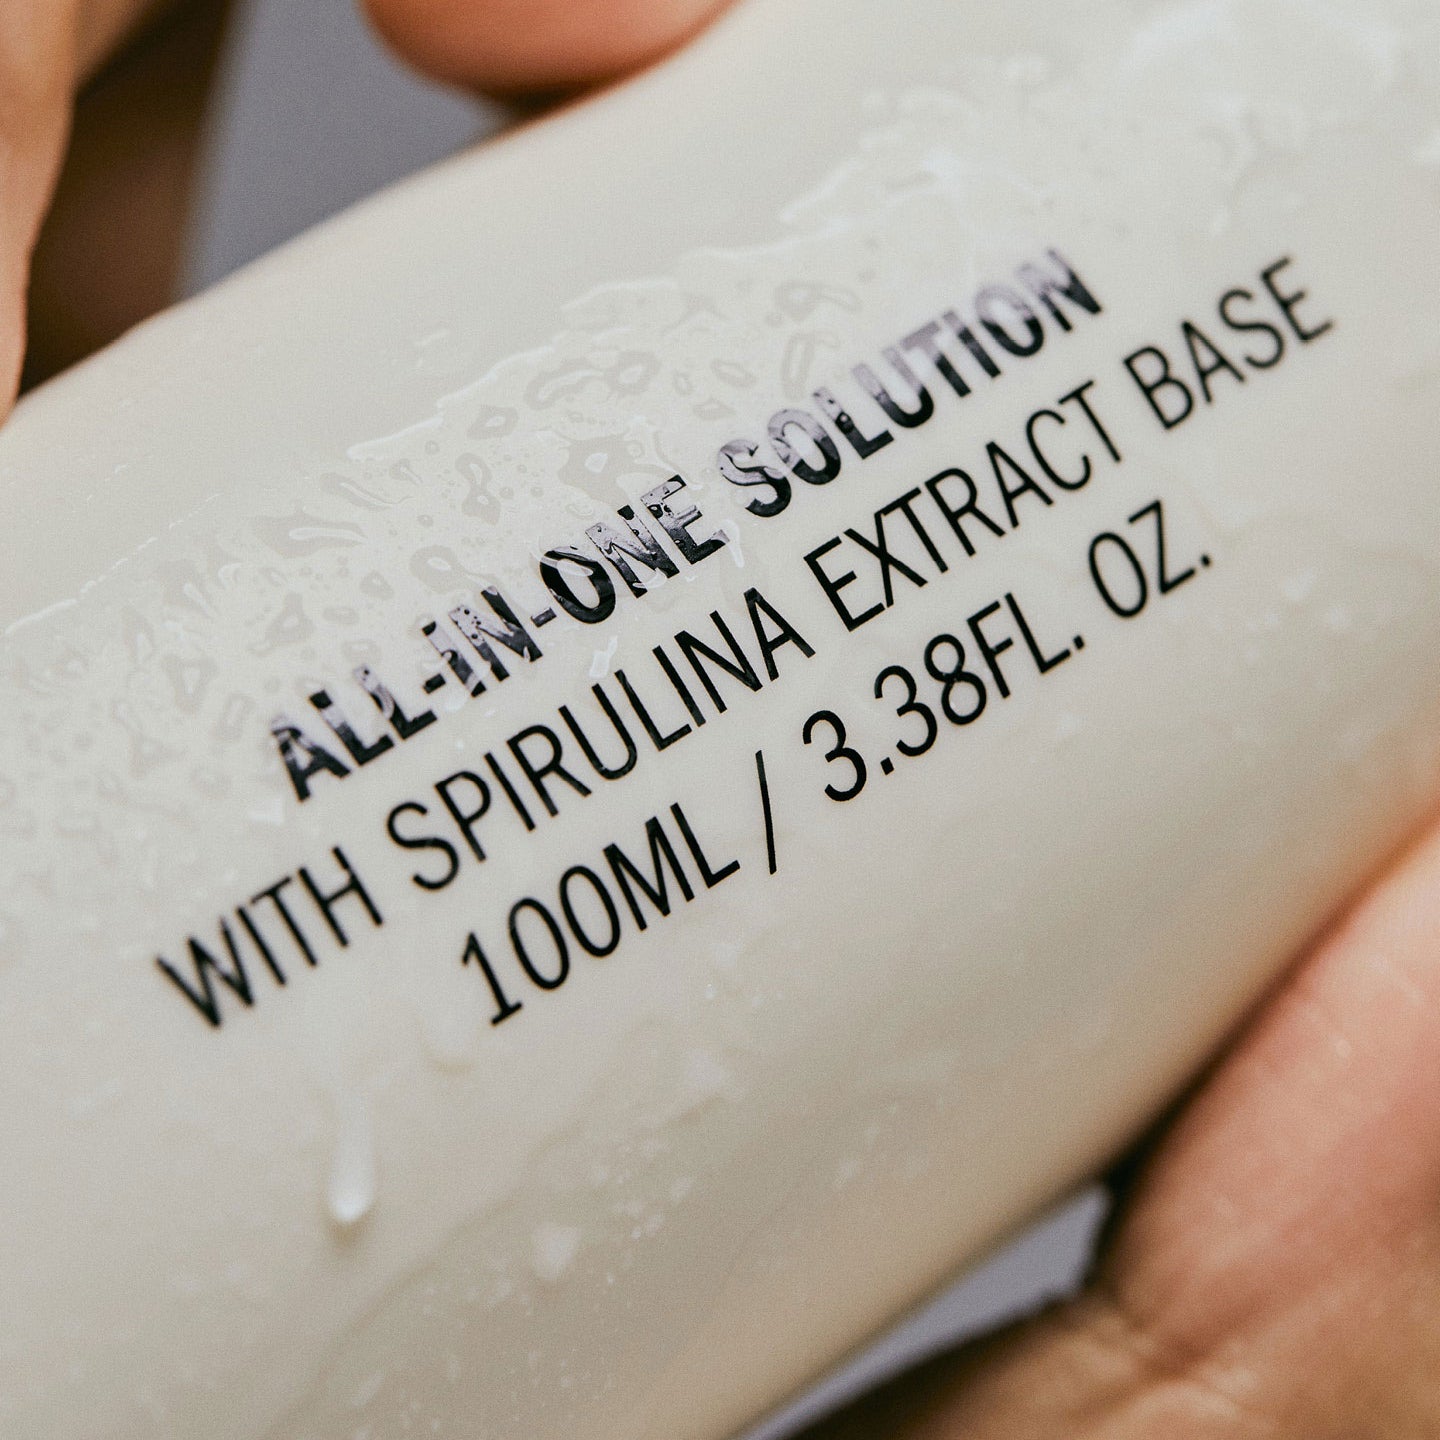 ALL-IN-ONE SOLUTION
WITH SPIRULINA EXTRACT BASE
100ML / 3.38FL. OZ.